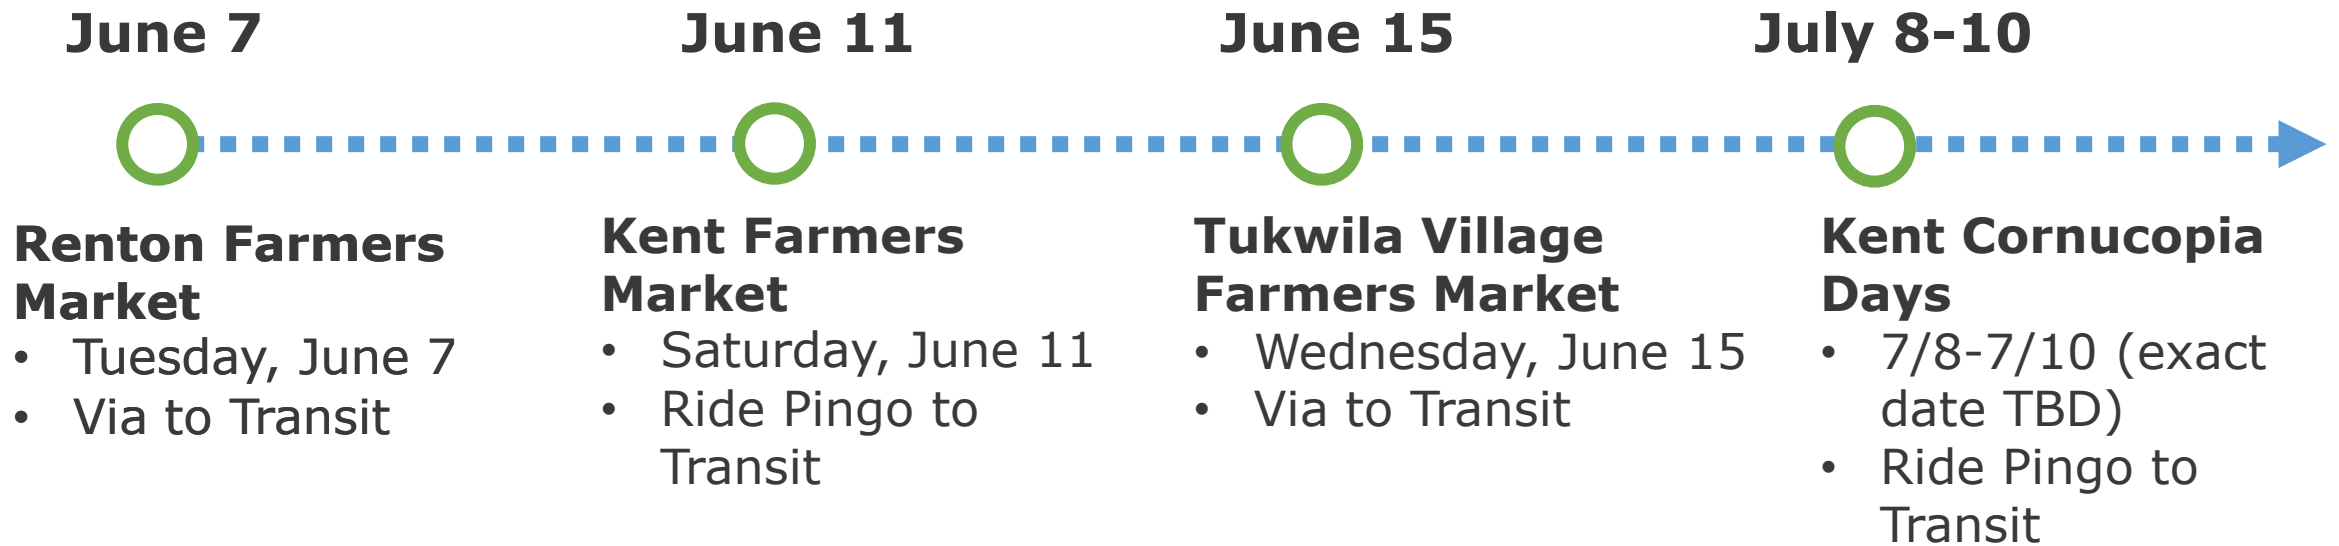 June 7
Renton Farmers
Market
• Tuesday, June 7
• Via to Transit
June 11
Kent Farmers
Market
• Saturday, June 11
• Ride Pingo to
Transit
June 15
Tukwila Village
Farmers Market
• Wednesday, June 15
• Via to Transit
July 8-10
Kent Cornucopia
Days
• 7/8-7/10 (exact
date TBD)
• Ride Pingo to
Transit